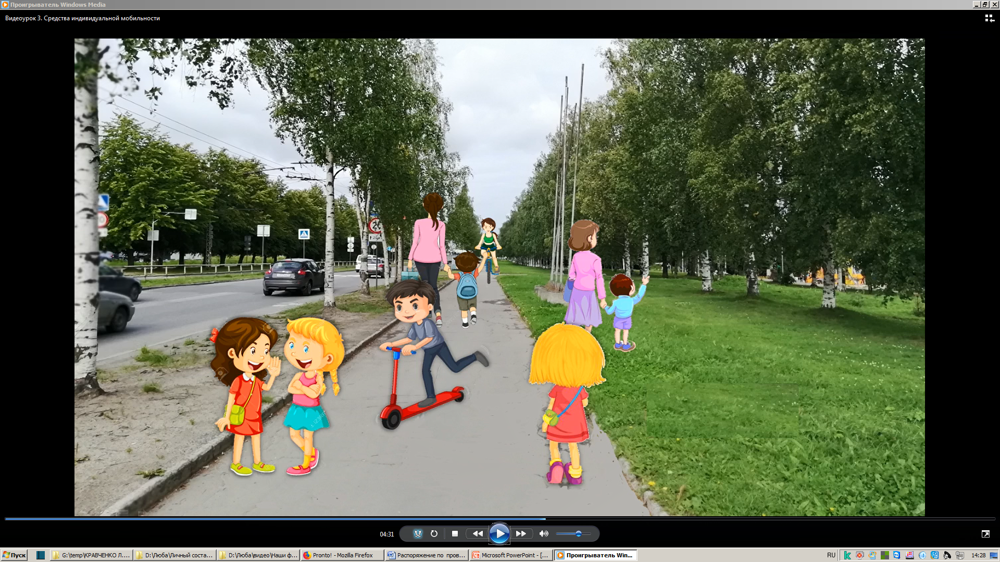 Проигрыватель Windows Media
Видеоурок 3. Средства индивидуальной мобильности
04:31
Пуск
G:\temp\КРАВЧЕНКО Л....
D:\Люба\Личный соста...
D:\Люба\видео\Наши ф...
Pronto! - Mozilla Firefox
Распоряжение по пров...
Microsoft PowerPoint - [...
Проигрыватель Win...
RU
14:28